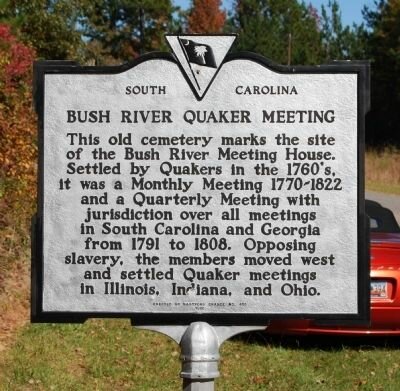 SOUTH CAROLINA
BUSH RIVER QUAKER MEETING
This old cemetery marks the site
of the Bush River Meeting House.
Settled by Quakers in the 1760's,
it was a Monthly Meeting 1770-1822
and a Quarterly Meeting with
jurisdiction over all meetings
in South Carolina and Georgia
from 1791 to 1808. Opposing
slavery, the members moved west
and settled Quaker meetings
in Illinois, Indiana, and Ohio.
ERECTED BY